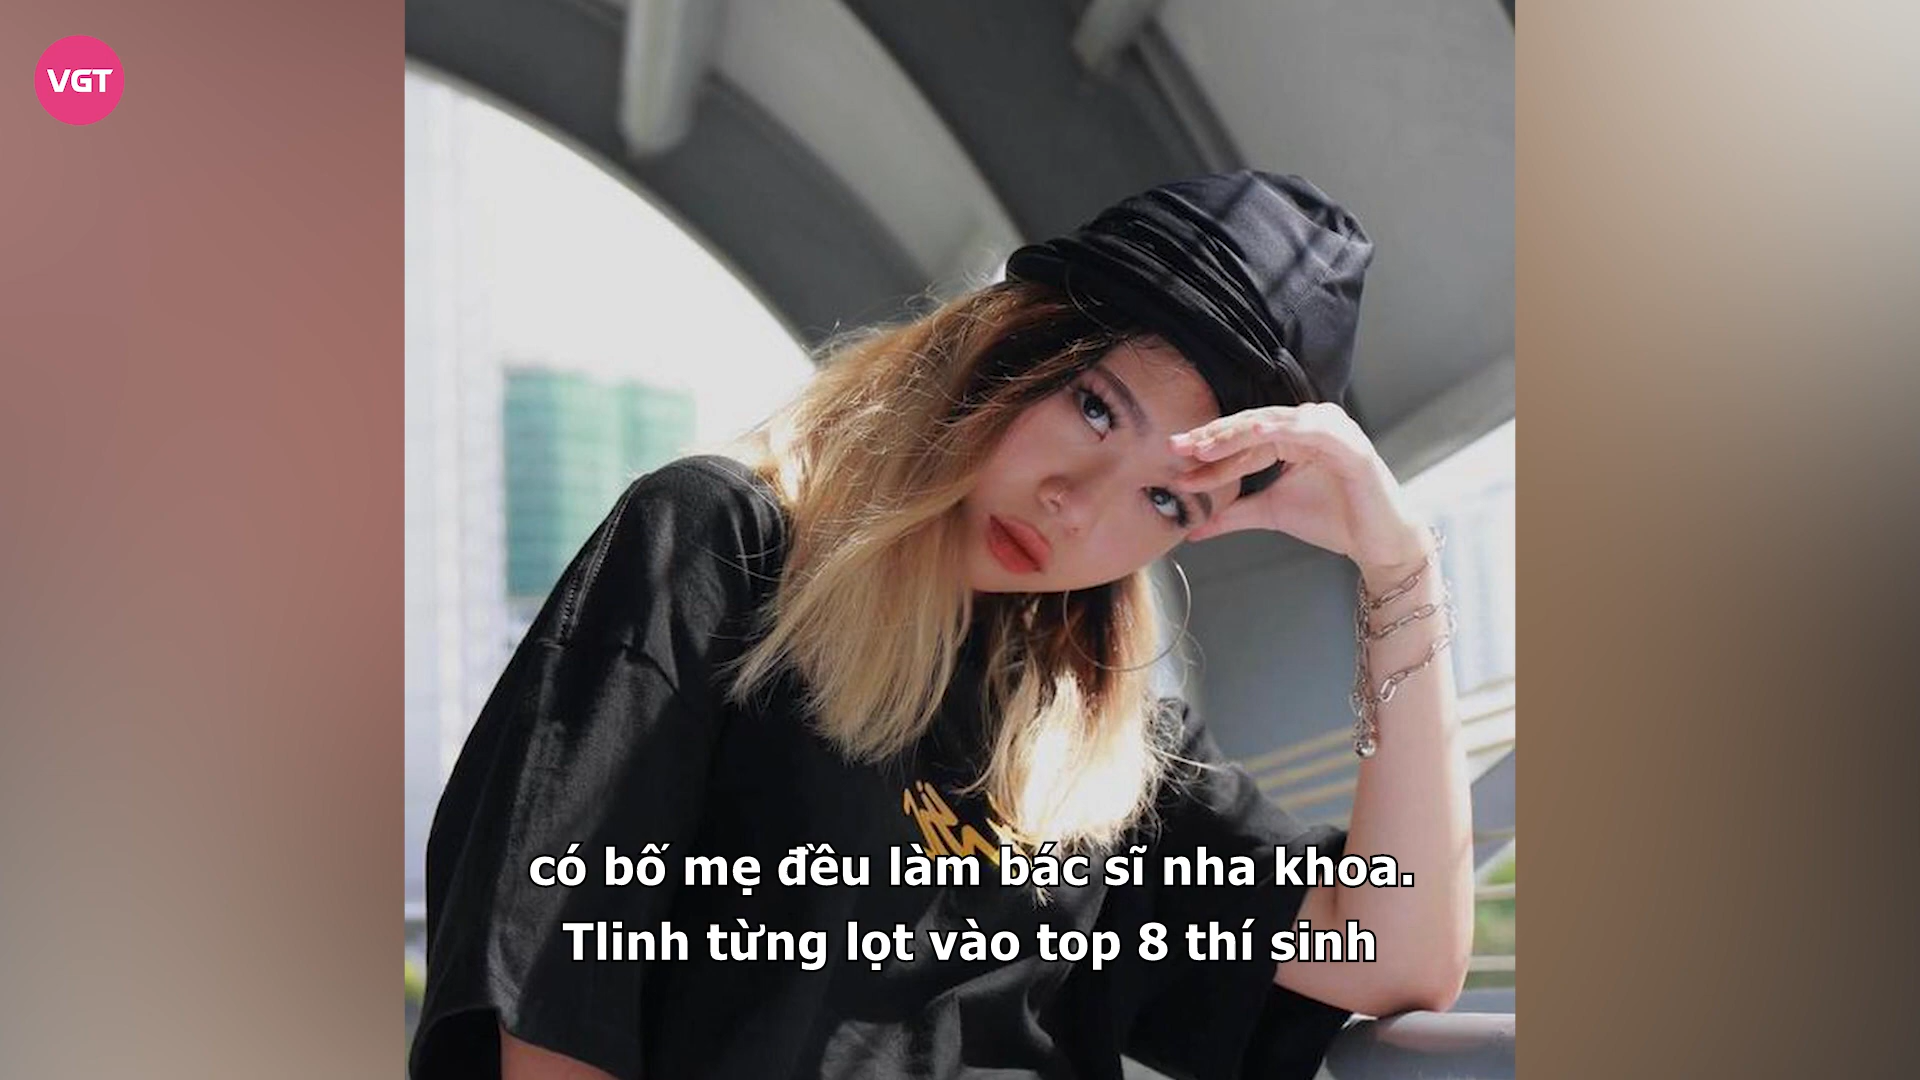 VGT
có bố mẹ đều làm bác sĩ nha khoa.
Tlinh từng lọt vào top 8 thí sinh